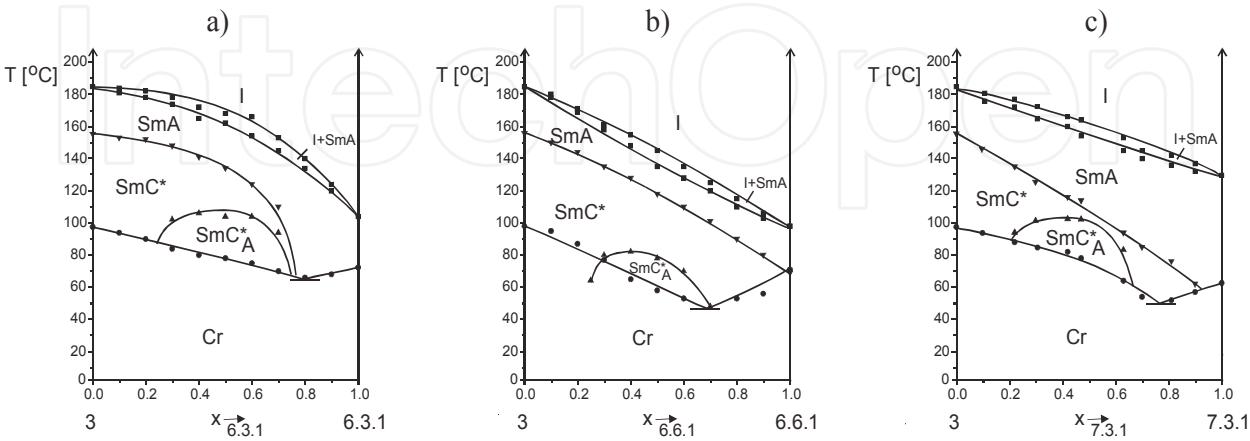 a)
b)
c)
T [°C]
200
180
160
140
120
100
80
60
40
20
0
I
SmA
I+SmA
SmC*
SmC*A
Cr
0.0 0.2 0.4 0.6 0.8 1.0
3 x → 6.3.1 6.3.1
T [°C]
200
180
160
140
120
100
80
60
40
20
0
I
SmA
I+SmA
SmC*
SmC*A
Cr
0.0 0.2 0.4 0.6 0.8 1.0
3 x → 6.6.1 6.6.1
T [°C]
200
180
160
140
120
100
80
60
40
20
0
I
I+SmA
SmA
SmC*
SmC*A
Cr
0.0 0.2 0.4 0.6 0.8 1.0
3 x → 7.3.1 7.3.1
IntechOpen